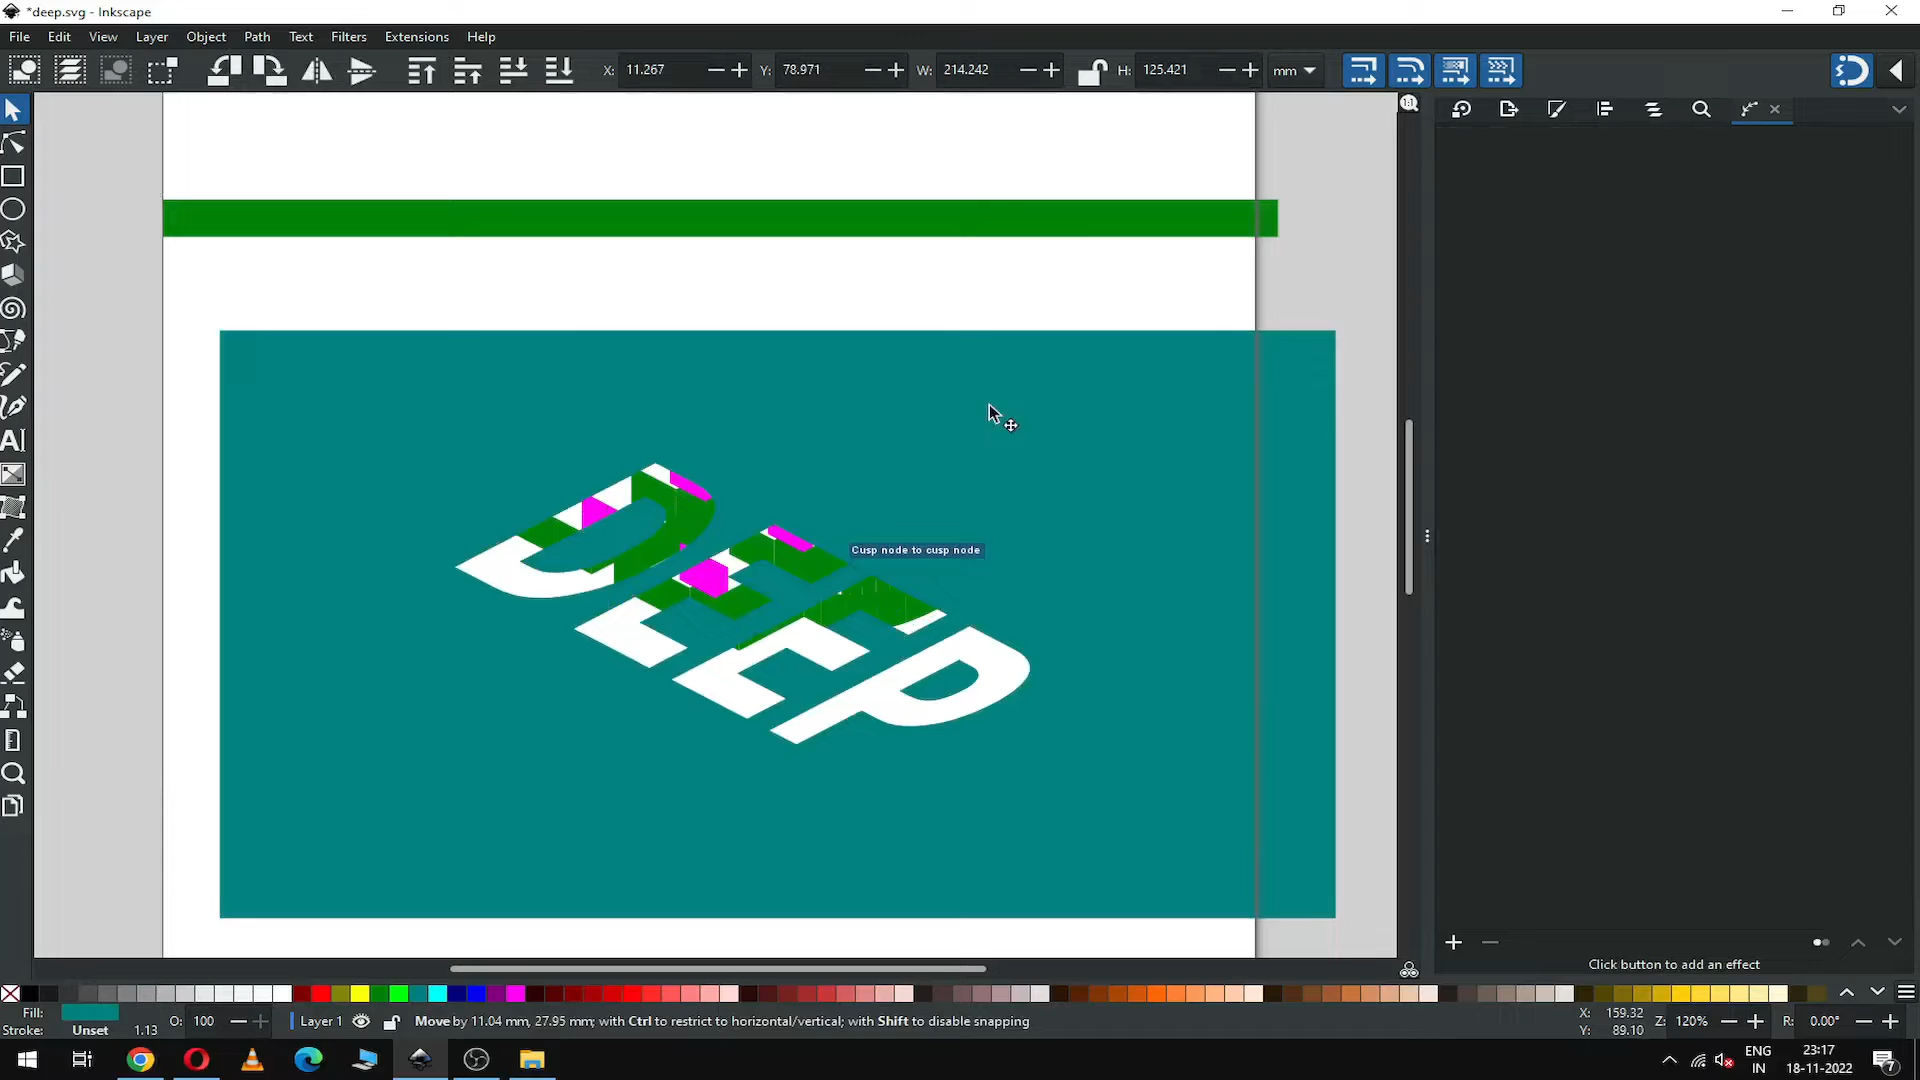 *deep.svg - Inkscape
File Edit View Layer Object Path Text Filters Extensions Help
X: 11.267 Y: 78.971 W: 214.242 H: 125.421 mm
1:1
Cusp node to cusp node
DEEP
Click button to add an effect
Fill:
Stroke: Unset 1.13 O: 100 Layer 1 Move by 11.04 mm, 27.95 mm; with Ctrl to restrict to horizontal/vertical; with Shift to disable snapping
X: 159.32
Y: 89.10
Z: 120% R: 0.00°
ENG
IN
23:17
18-11-2022
7